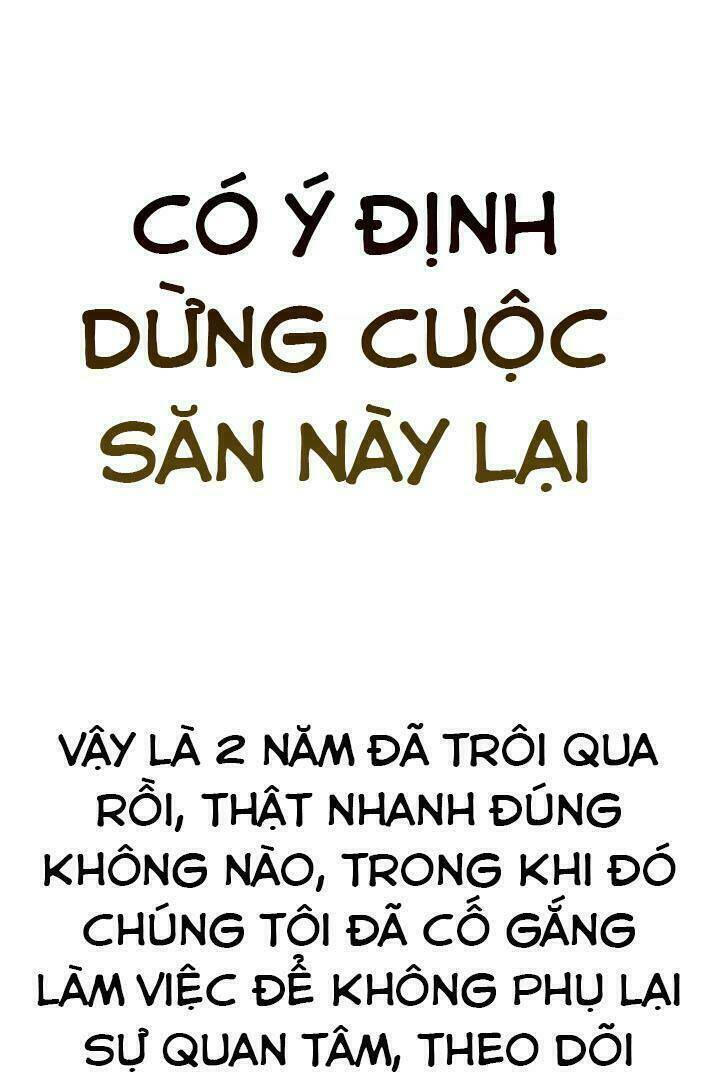 CÓ Ý ĐỊNH
DỪNG CUỘC
SĂN NÀY LẠI
VẬY LÀ 2 NĂM ĐÃ TRÔI QUA
RỒI, THẬT NHANH ĐÚNG
KHÔNG NÀO, TRONG KHI ĐÓ
CHÚNG TÔI ĐÃ CỐ GẮNG
LÀM VIỆC ĐỂ KHÔNG PHỤ LẠI
SỰ QUAN TÂM, THEO DÕI